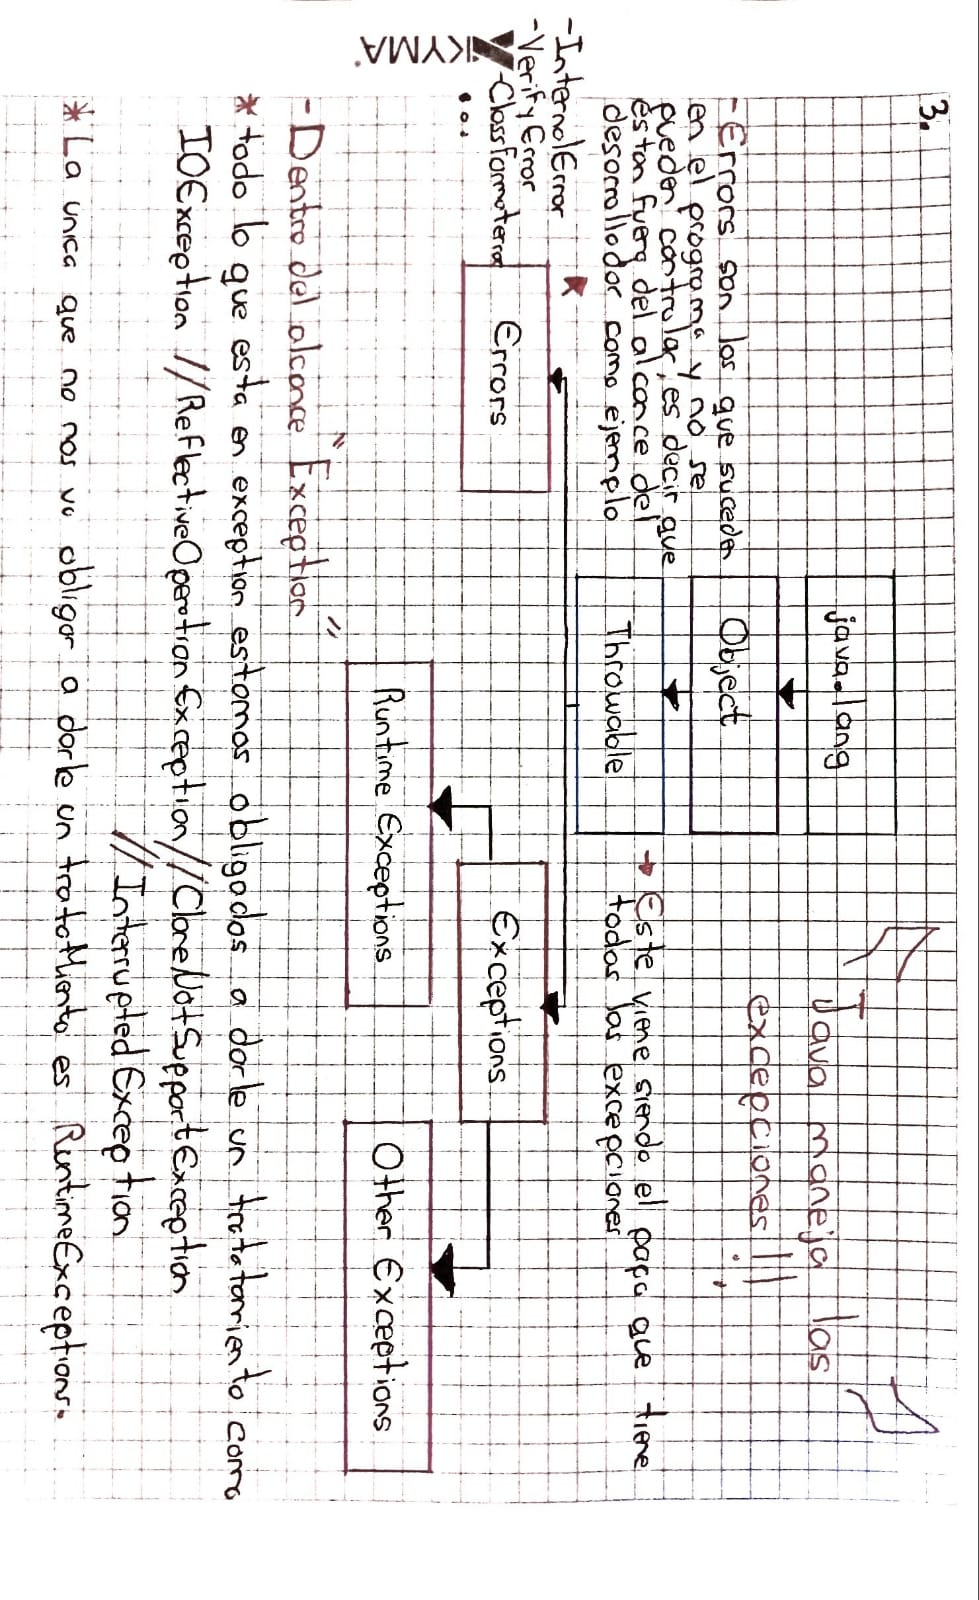 3.
Java maneja las
excepciones !!
java.lang
Object
Throwable
- Errors son los que suceden
en el programa y no se
pueden controlar, es decir que
estan fuera del alcance del
desarrollador como ejemplo
→ Este viene siendo el papa que tiene
todas las excepciones
-InternalError
-VerifyError
-Classformaterror
...
KYMA
Errors
Exceptions
Runtime Exceptions
Other Exceptions
- Dentro del alcance "Exception"
* todo lo que esta en exception estamos obligados a darle un tratatamiento como
IOException //ReflectiveOperationException//CloneNotSupportException
//InterruptedException
* La unica que no nos va obligar a darle un tratamiento es RuntimeExceptions.